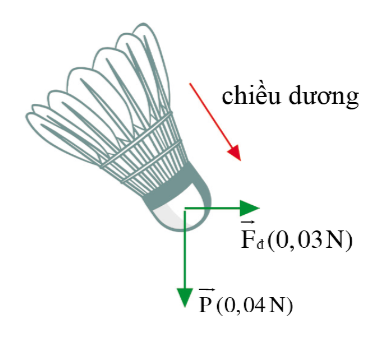 chiều dương
F⃗đ (0,03 N)
P⃗ (0,04 N)